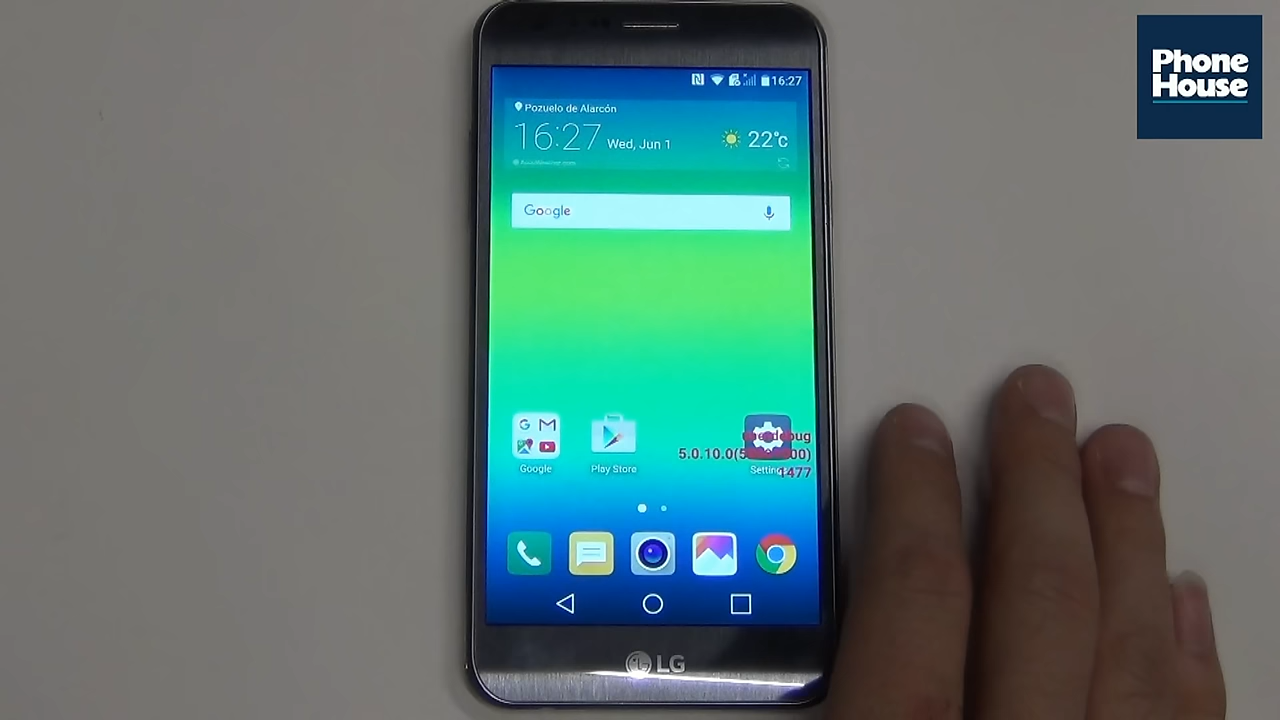 Phone
House
16:27
Pozuelo de Alarcón
16:27 Wed, Jun 1 22°c
Google
Google
Play Store
Settings
5.0.10.0(5
1477
LG